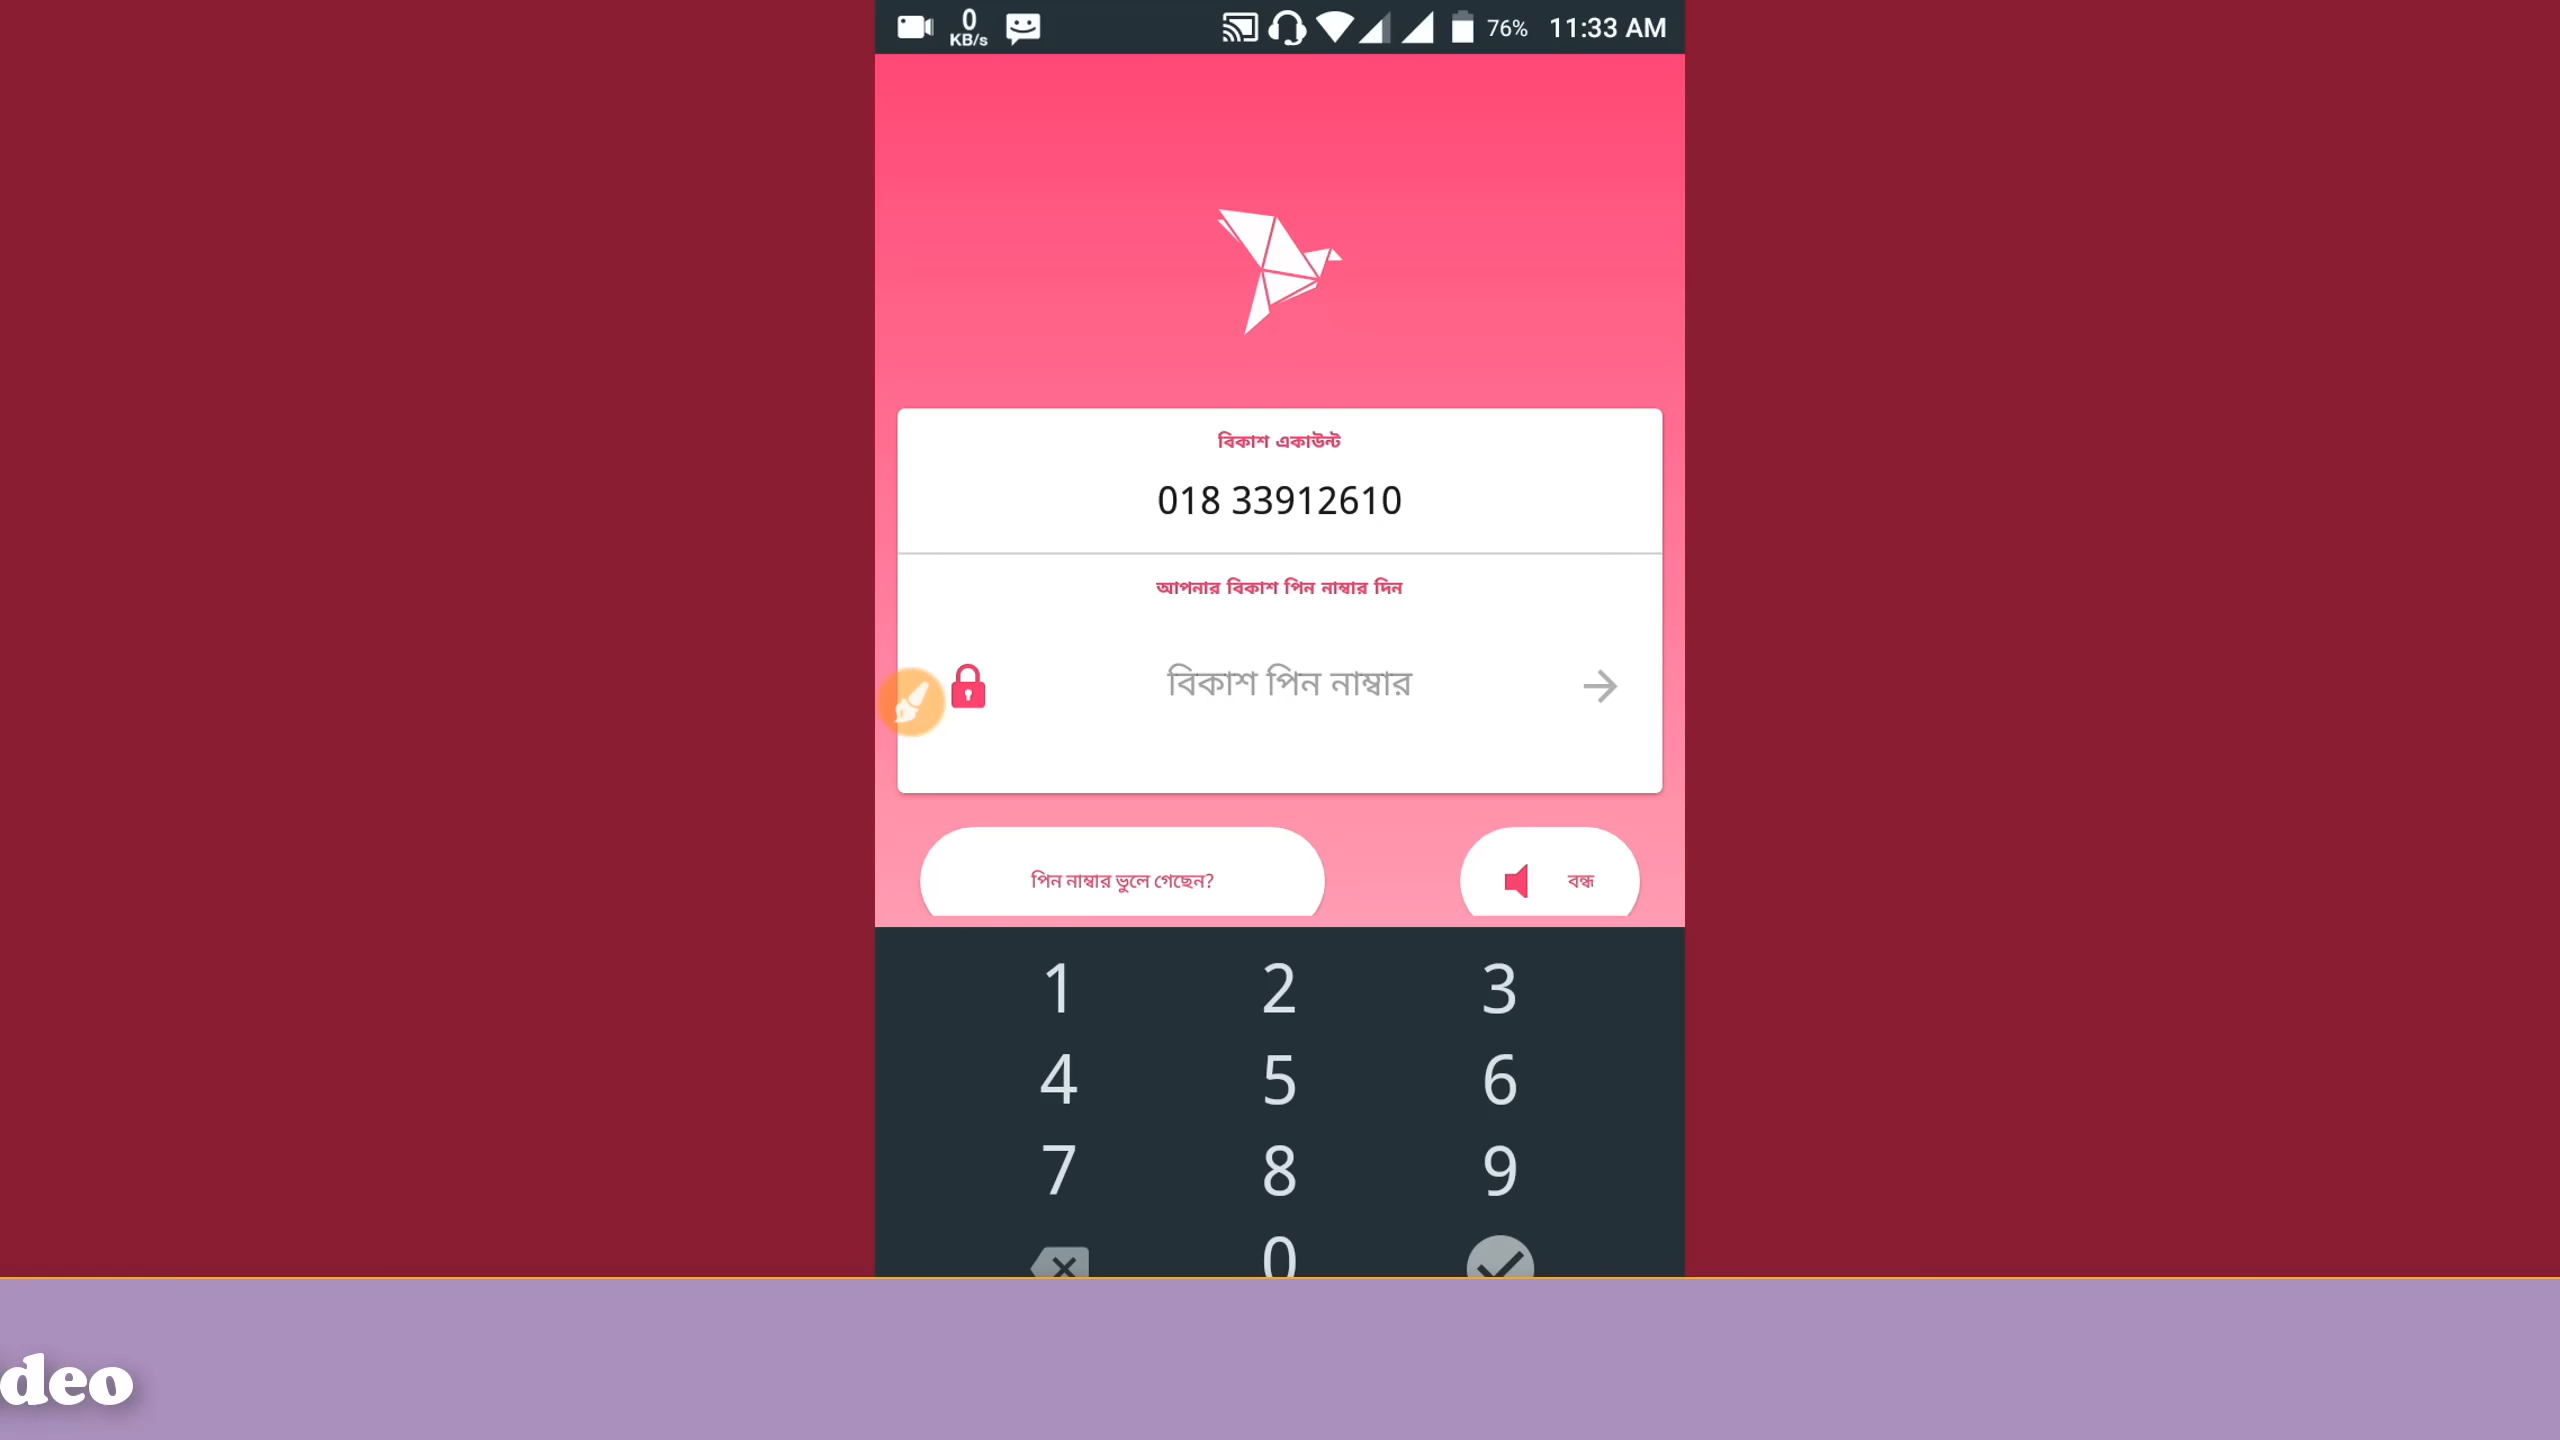 0
KB/s
76%
11:33 AM
বিকাশ একাউন্ট
018 33912610
আপনার বিকাশ পিন নাম্বার দিন
বিকাশ পিন নাম্বার
পিন নাম্বার ভুলে গেছেন?
বন্ধ
1 2 3
4 5 6
7 8 9
0
deo